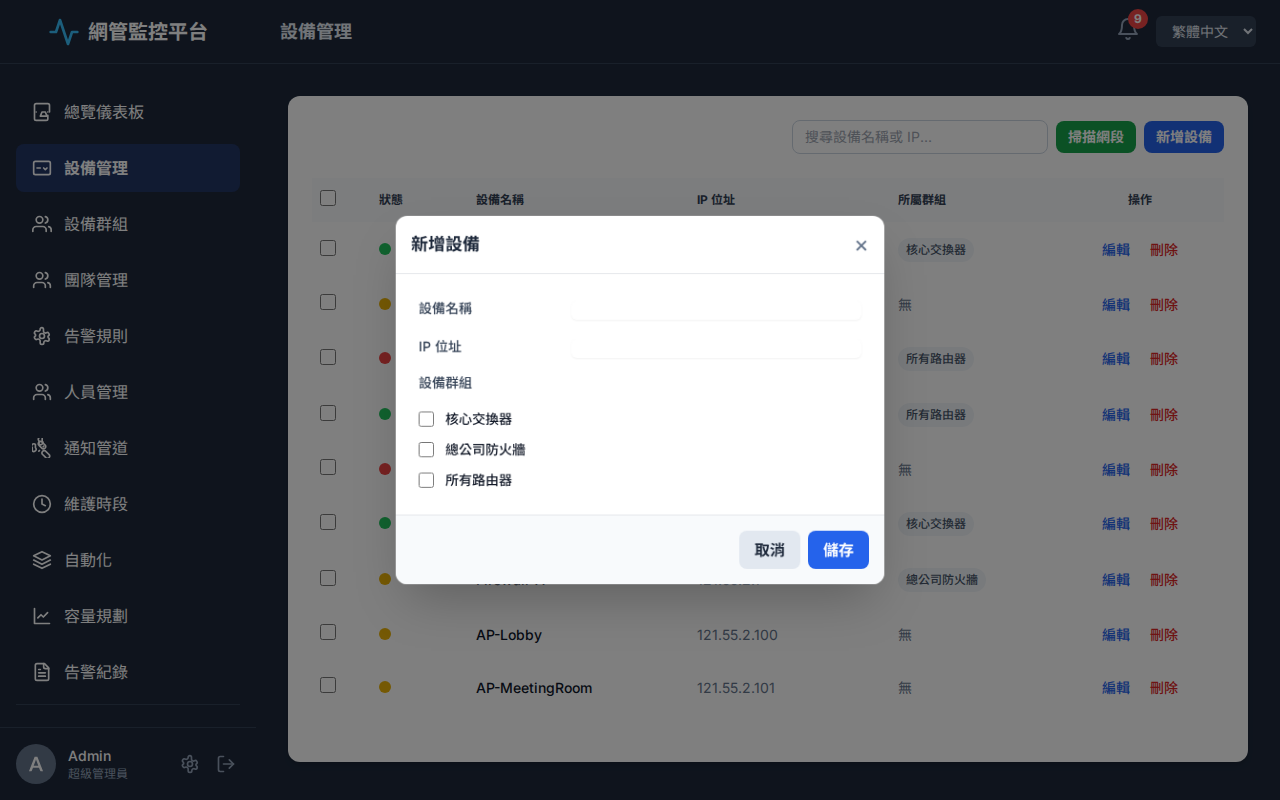 網管監控平台
設備管理
9
繁體中文
總覽儀表板
設備管理
設備群組
團隊管理
告警規則
人員管理
通知管道
維護時段
自動化
容量規劃
告警紀錄
A
Admin
超級管理員
搜尋設備名稱或 IP...
掃描網段
新增設備
狀態 設備名稱 IP 位址 所屬群組 操作
核心交換器 編輯 刪除
無 編輯 刪除
所有路由器 編輯 刪除
所有路由器 編輯 刪除
無 編輯 刪除
核心交換器 編輯 刪除
總公司防火牆 編輯 刪除
AP-Lobby 121.55.2.100 無 編輯 刪除
AP-MeetingRoom 121.55.2.101 無 編輯 刪除
新增設備
×
設備名稱
IP 位址
設備群組
核心交換器
總公司防火牆
所有路由器
取消
儲存